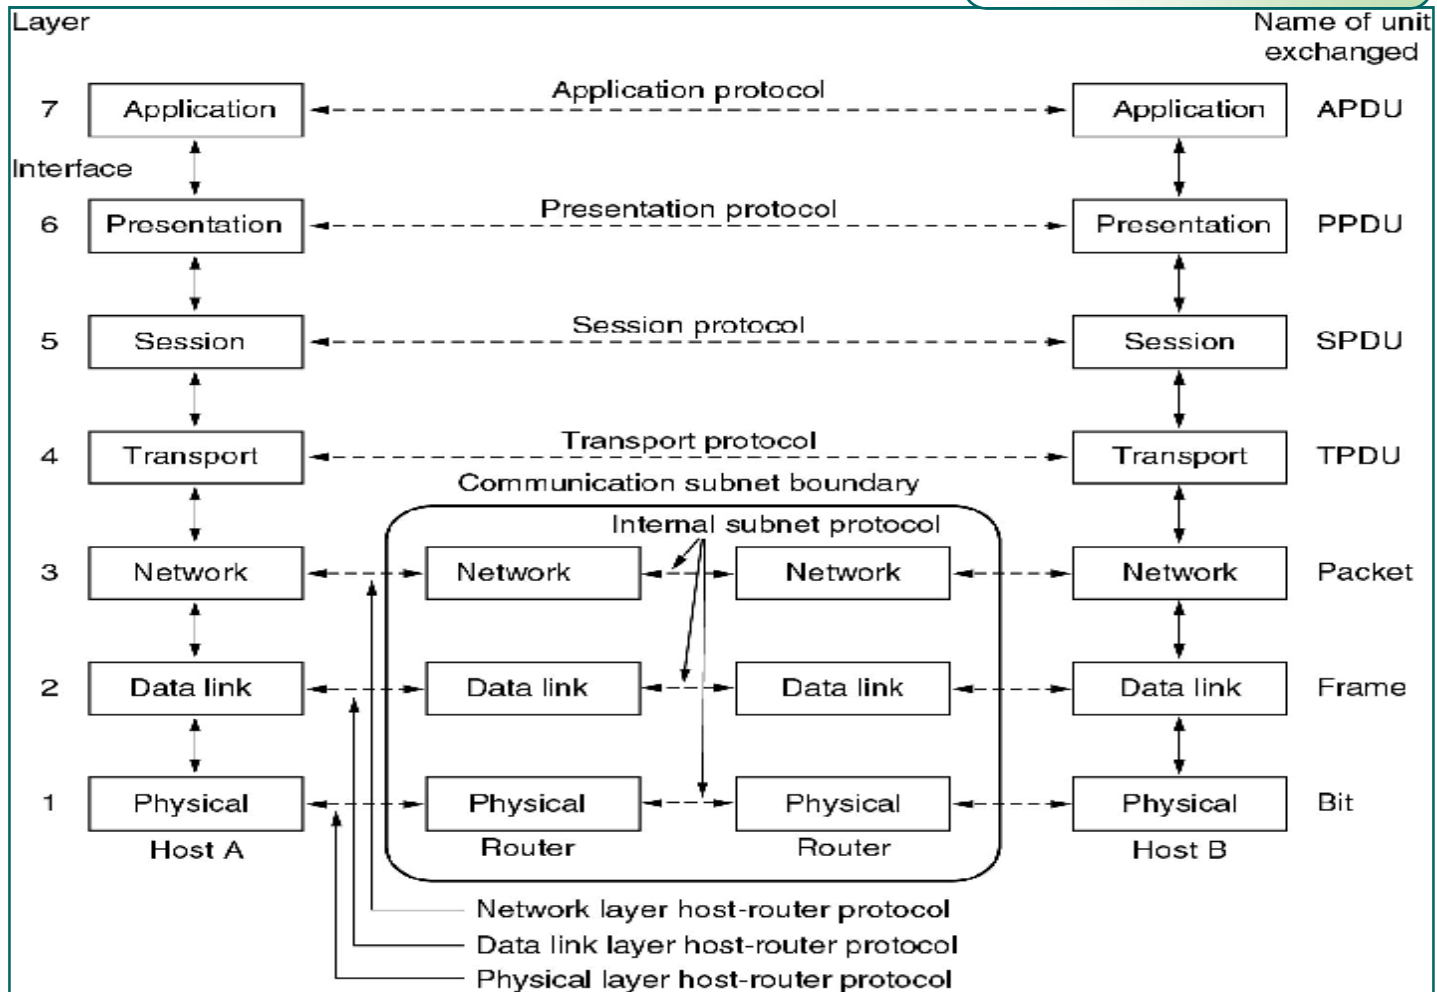 Layer
Name of unit
exchanged
7
Application
Application protocol
Application
APDU
Interface
6
Presentation
Presentation protocol
Presentation
PPDU
5
Session
Session protocol
Session
SPDU
4
Transport
Transport protocol
Transport
TPDU
Communication subnet boundary
Internal subnet protocol
3
Network
Network
Network
Network
Packet
2
Data link
Data link
Data link
Data link
Frame
1
Physical
Physical
Physical
Physical
Bit
Host A
Router
Router
Host B
Network layer host-router protocol
Data link layer host-router protocol
Physical layer host-router protocol